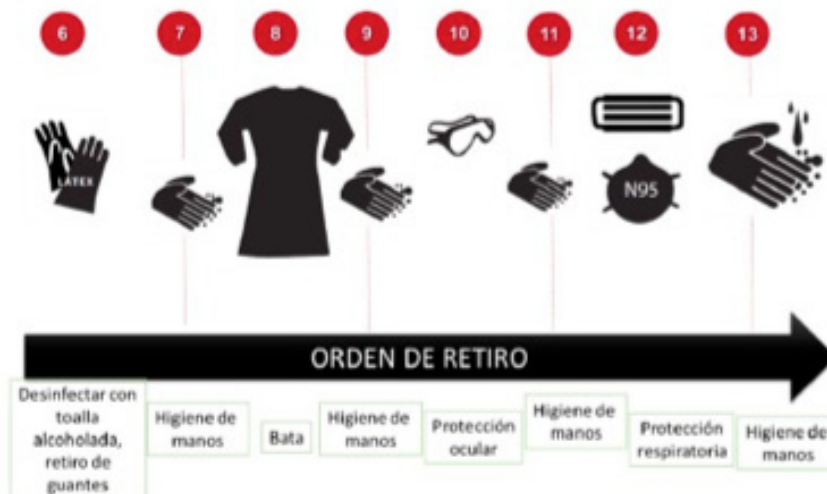 6 7 8 9 10 11 12 13
LATEX
N95
ORDEN DE RETIRO
Desinfectar con
toalla
alcoholada,
retiro de
guantes
Higiene de
manos
Bata
Higiene de
manos
Protección
ocular
Higiene de
manos
Protección
respiratoria
Higiene de
manos